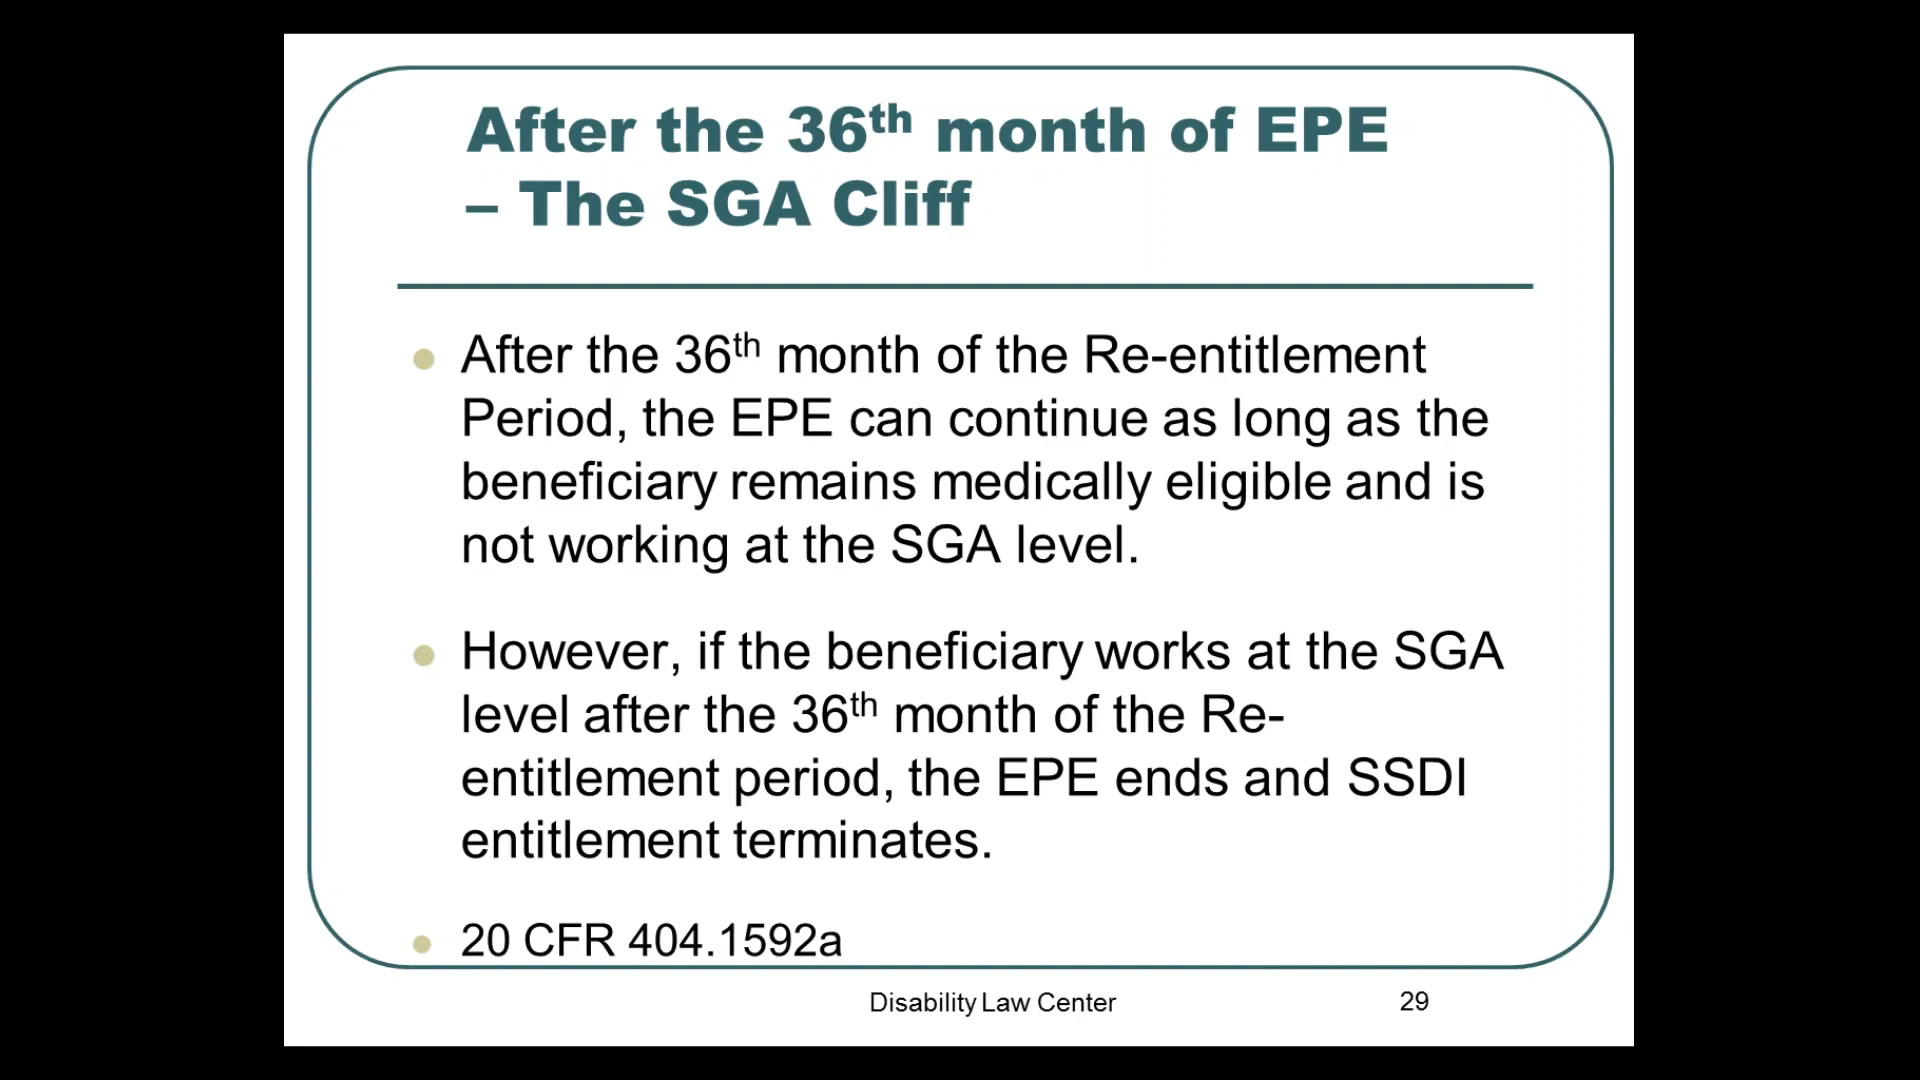 After the 36th month of EPE
– The SGA Cliff
After the 36th month of the Re-entitlement
Period, the EPE can continue as long as the
beneficiary remains medically eligible and is
not working at the SGA level.
However, if the beneficiary works at the SGA
level after the 36th month of the Re-
entitlement period, the EPE ends and SSDI
entitlement terminates.
20 CFR 404.1592a
Disability Law Center
29